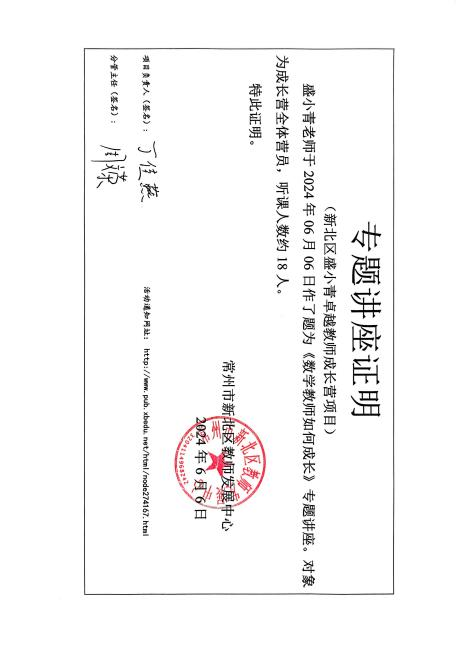 专题讲座证明
（新北区盛小青卓越教师成长营项目）
盛小青老师于 2024 年 06 月 06 日作了题为《数学教师如何成长》专题讲座。对象
为成长营全体营员，听课人数约 18 人。
特此证明。
常州市新北区教师发展中心
2024 年 6 月 6 日
项目负责人（签名）：
分管主任（签名）：
活动通知网址： http://www.pub.xbedu.net/html/node274167.html